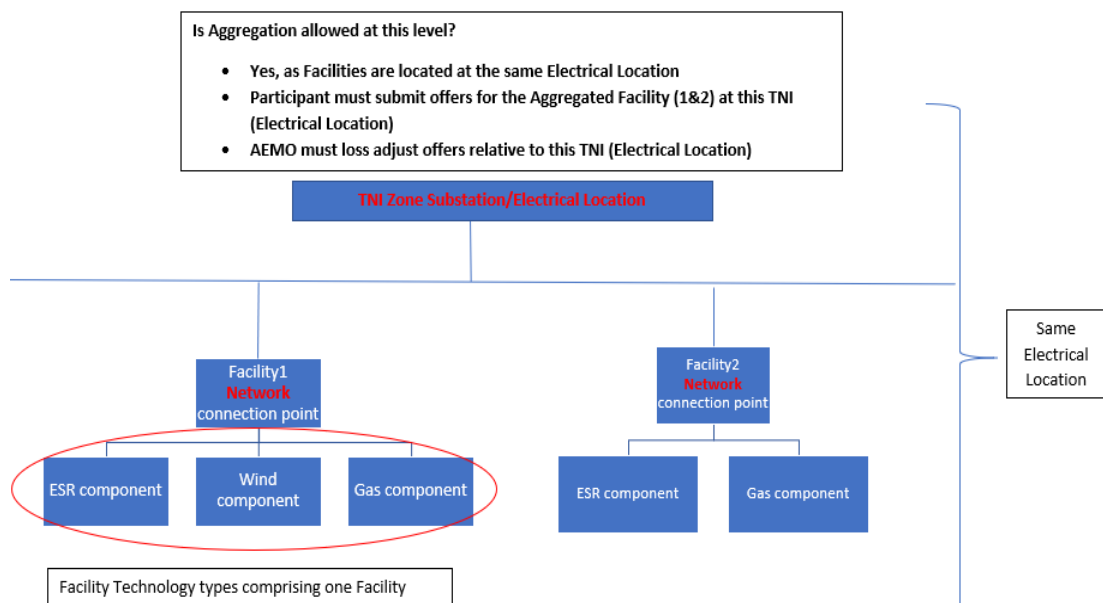 Is Aggregation allowed at this level?
• Yes, as Facilities are located at the same Electrical Location
• Participant must submit offers for the Aggregated Facility (1&2) at this TNI
(Electrical Location)
• AEMO must loss adjust offers relative to this TNI (Electrical Location)
TNI Zone Substation/Electrical Location
Facility1
Network
connection point
Facility2
Network
connection point
Same
Electrical
Location
ESR component
Wind
component
Gas component
ESR component
Gas component
Facility Technology types comprising one Facility